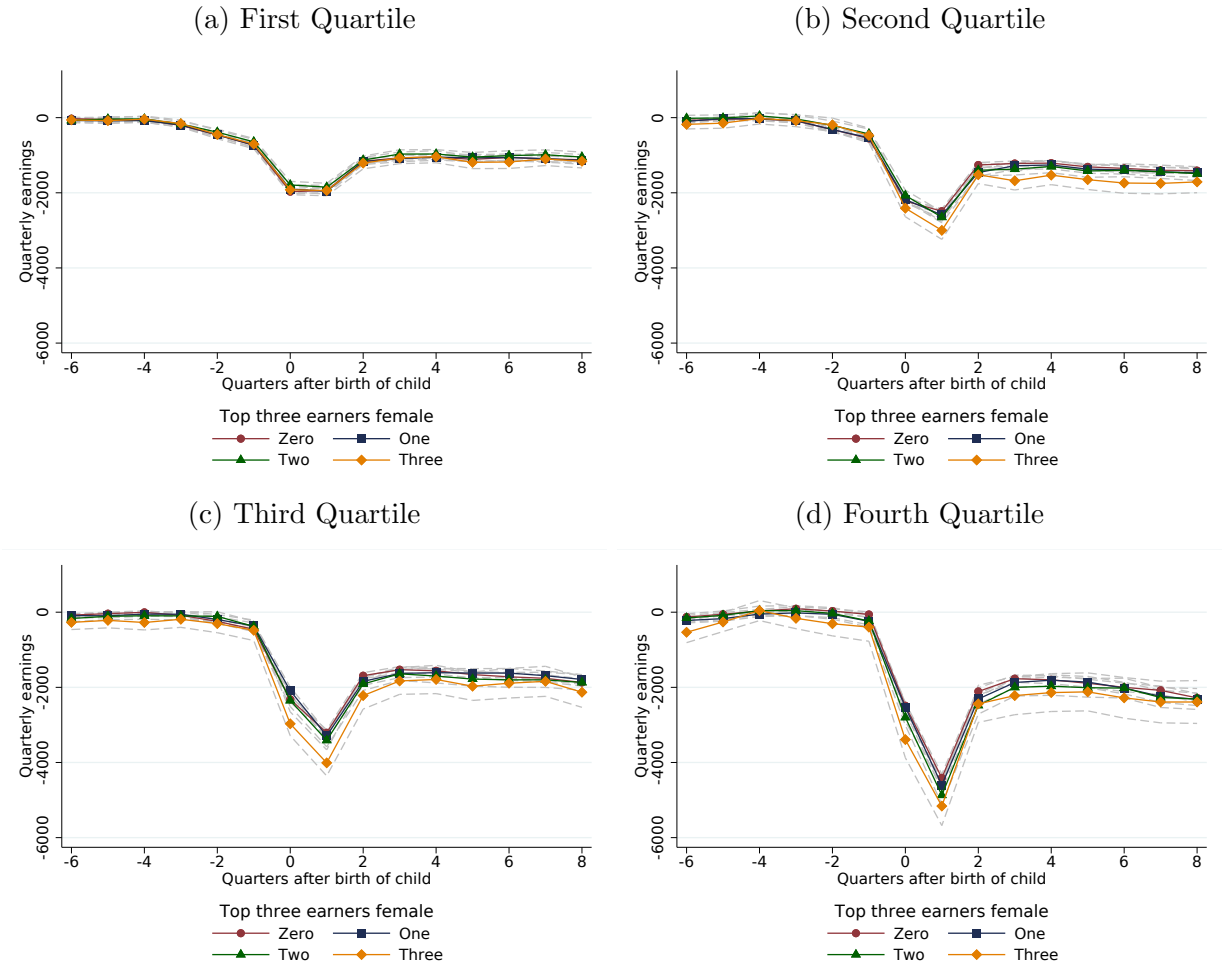 (a) First Quartile
Quarterly earnings
0
-2000
-4000
-6000
-6 -4 -2 0 2 4 6 8
Quarters after birth of child
Top three earners female
Zero One
Two Three
(b) Second Quartile
Quarterly earnings
0
-2000
-4000
-6000
-6 -4 -2 0 2 4 6 8
Quarters after birth of child
Top three earners female
Zero One
Two Three
(c) Third Quartile
Quarterly earnings
0
-2000
-4000
-6000
-6 -4 -2 0 2 4 6 8
Quarters after birth of child
Top three earners female
Zero One
Two Three
(d) Fourth Quartile
Quarterly earnings
0
-2000
-4000
-6000
-6 -4 -2 0 2 4 6 8
Quarters after birth of child
Top three earners female
Zero One
Two Three